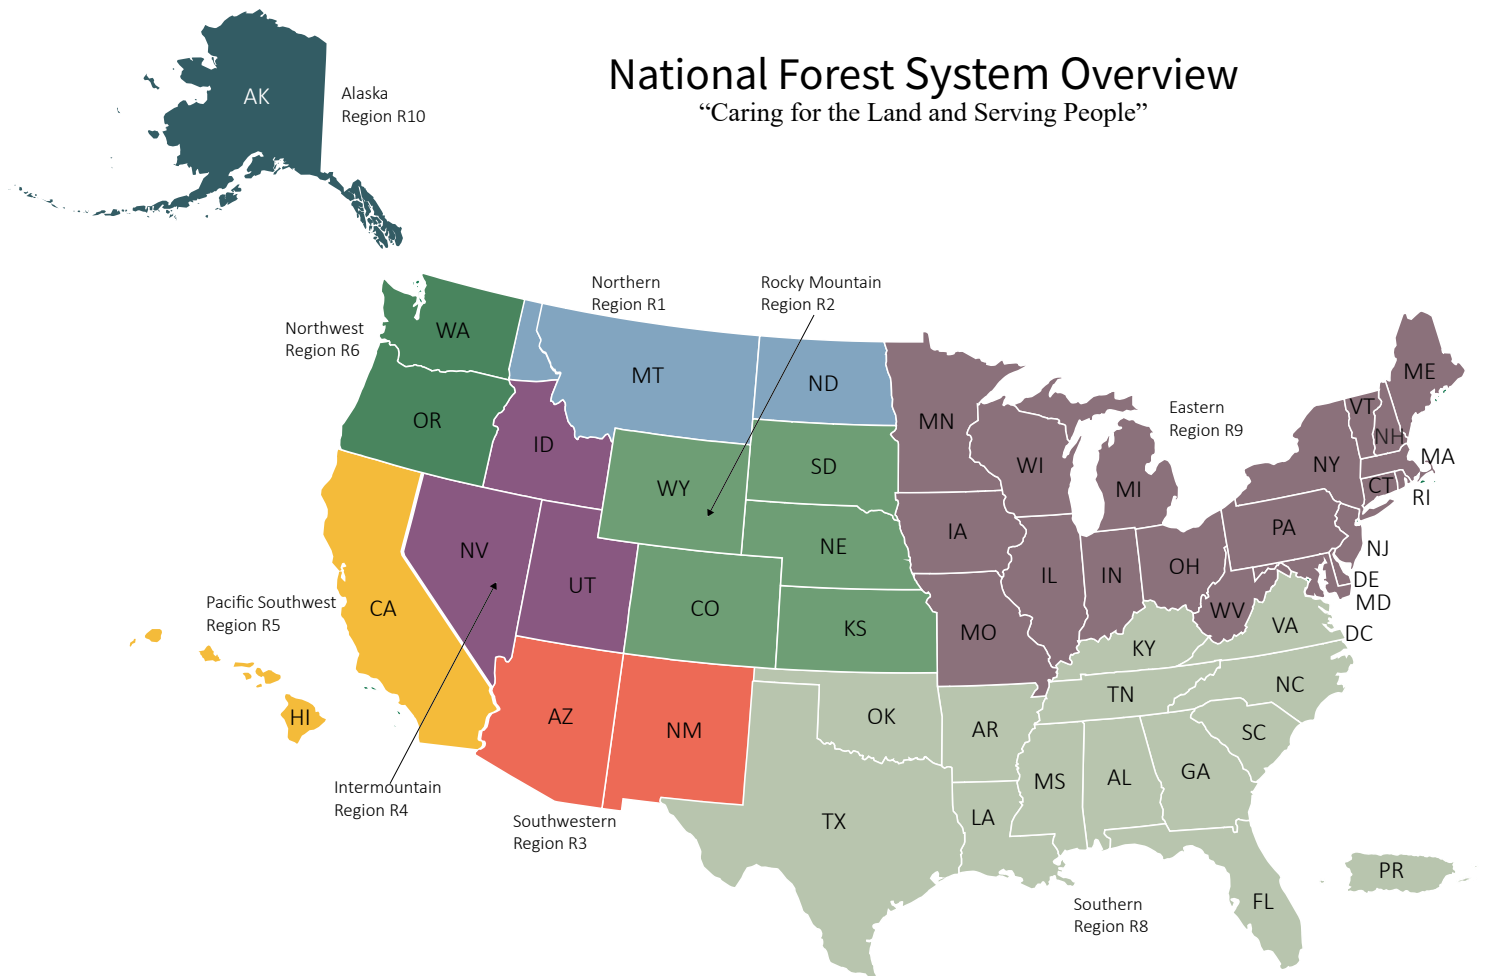 National Forest System Overview
“Caring for the Land and Serving People”
AK
Alaska
Region R10
Northern
Region R1
Rocky Mountain
Region R2
Northwest
Region R6
WA
MT
ND
OR
ID
MN
ME
VT
NH
Eastern
Region R9
MA
WY
SD
WI
MI
NY
CT
RI
NV
NE
IA
PA
NJ
UT
IL
IN
OH
DE
MD
Pacific Southwest
Region R5
CA
CO
KS
MO
WV
VA
DC
KY
HI
AZ
NM
OK
AR
TN
NC
SC
Intermountain
Region R4
Southwestern
Region R3
TX
LA
MS
AL
GA
Southern
Region R8
FL
PR